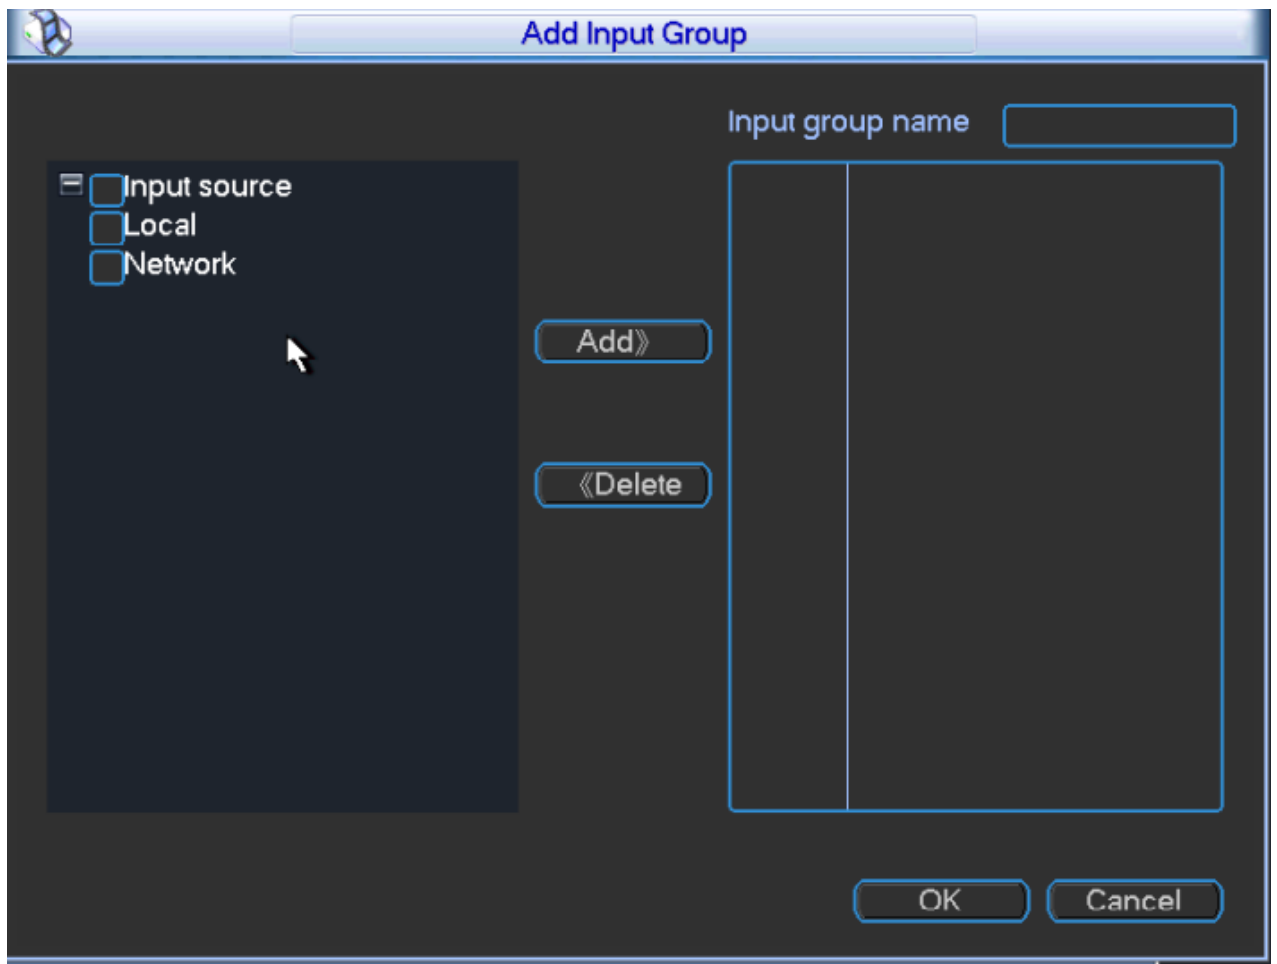 Add Input Group
Input group name
Input source
Local
Network
Add》
《Delete
OK
Cancel